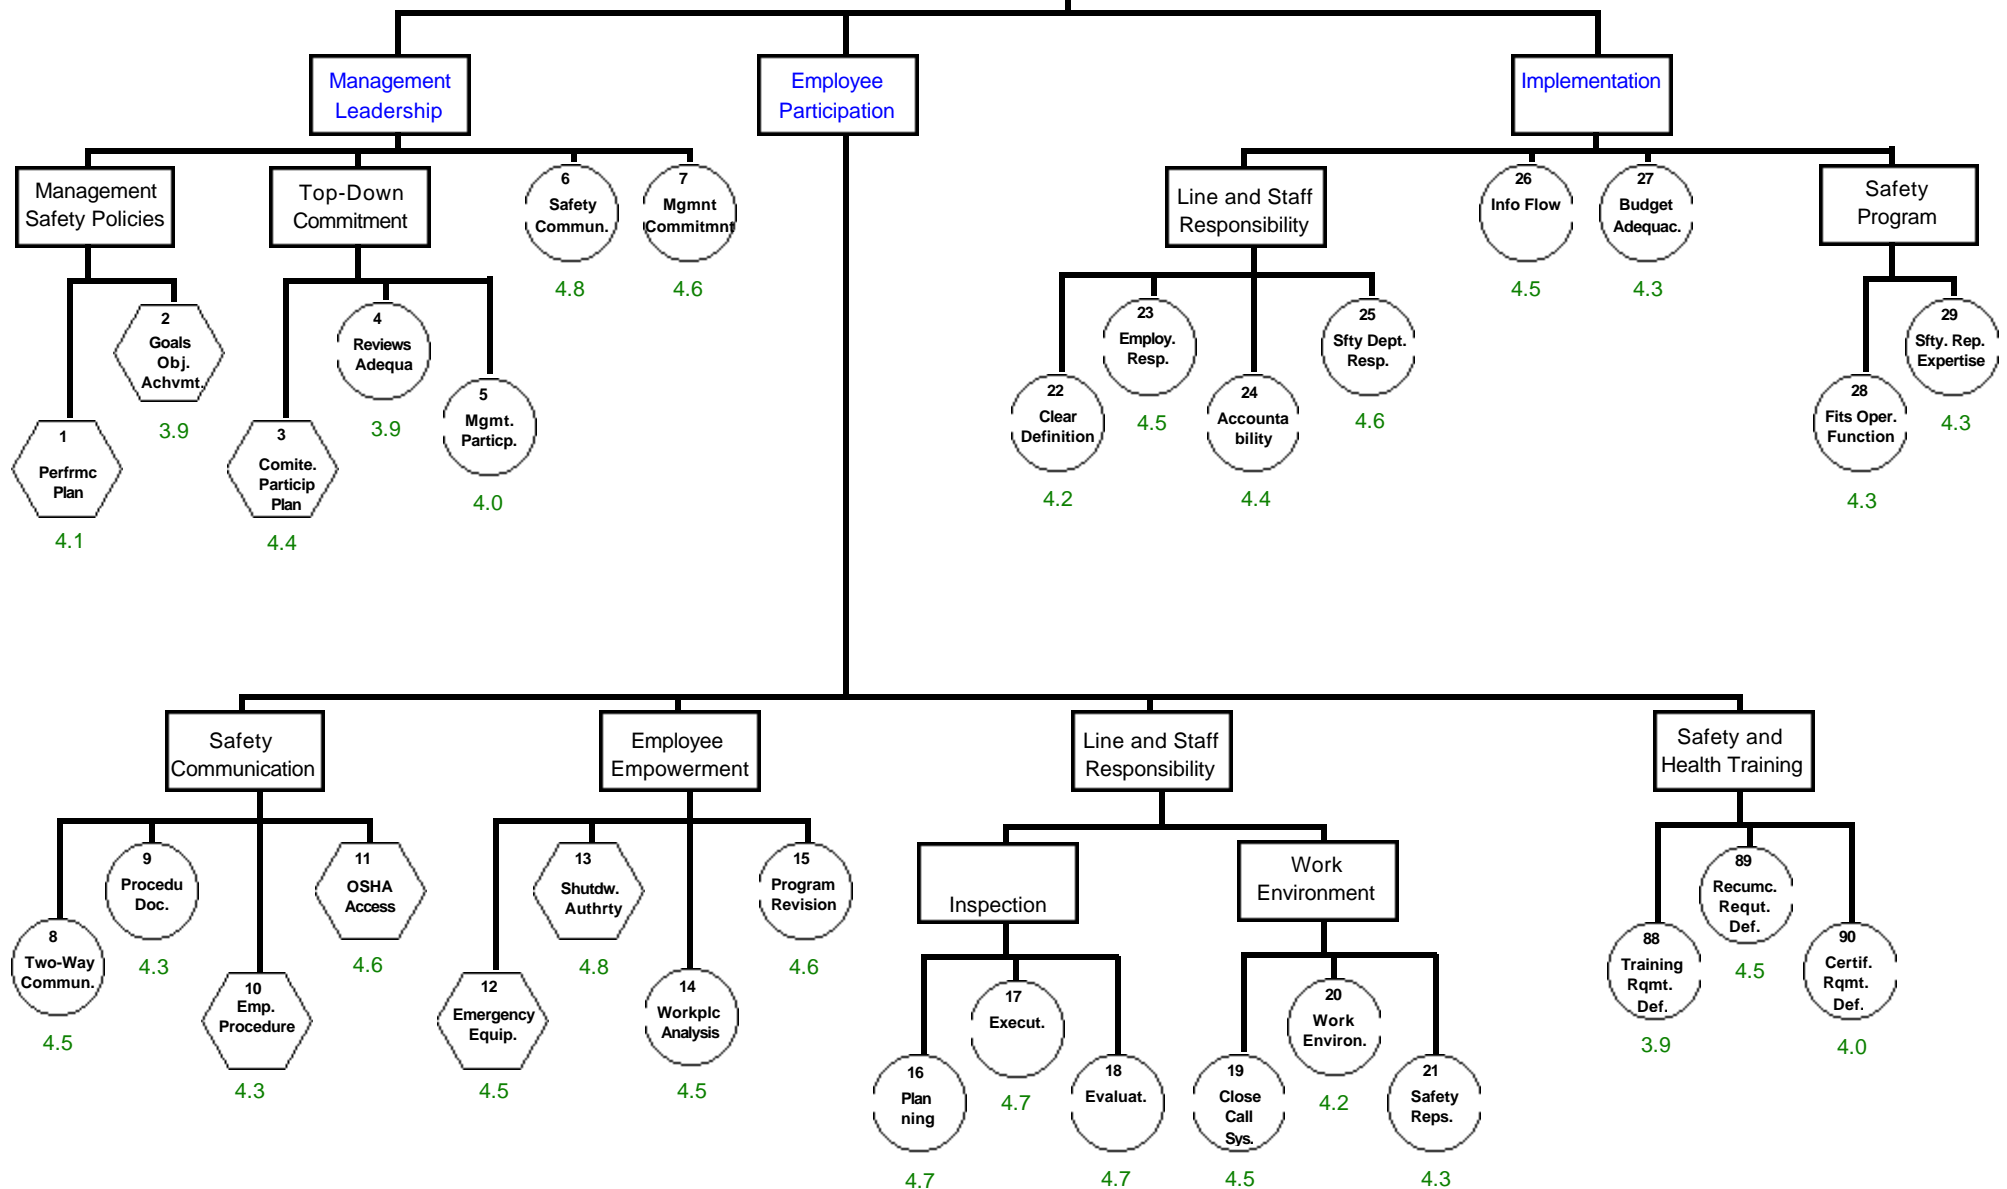 Management
Leadership
Employee
Participation
Implementation
Management
Safety Policies
Top-Down
Commitment
6
Safety
Commun.
4.8
7
Mgmnt
Commitmnt
4.6
Line and Staff
Responsibility
26
Info Flow
4.5
27
Budget
Adequac.
4.3
Safety
Program
1
Perfrmc
Plan
4.1
2
Goals
Obj.
Achvmt.
3.9
3
Comite.
Particip
Plan
4.4
4
Reviews
Adequa
3.9
5
Mgmt.
Particp.
4.0
22
Clear
Definition
4.2
23
Employ.
Resp.
4.5
24
Accounta
bility
4.4
25
Sfty Dept.
Resp.
4.6
28
Fits Oper.
Function
4.3
29
Sfty. Rep.
Expertise
4.3
Safety
Communication
Employee
Empowerment
Line and Staff
Responsibility
Safety and
Health Training
8
Two-Way
Commun.
4.5
9
Procedu
Doc.
4.3
10
Emp.
Procedure
4.3
11
OSHA
Access
4.6
12
Emergency
Equip.
4.5
13
Shutdw.
Authrty
4.8
14
Workplc
Analysis
4.5
15
Program
Revision
4.6
Inspection
Work
Environment
16
Plan
ning
4.7
17
Execut.
4.7
18
Evaluat.
4.7
19
Close
Call
Sys.
4.5
20
Work
Environ.
4.2
21
Safety
Reps.
4.3
88
Training
Rqmt.
Def.
3.9
89
Recumc.
Requt.
Def.
4.5
90
Certif.
Rqmt.
Def.
4.0